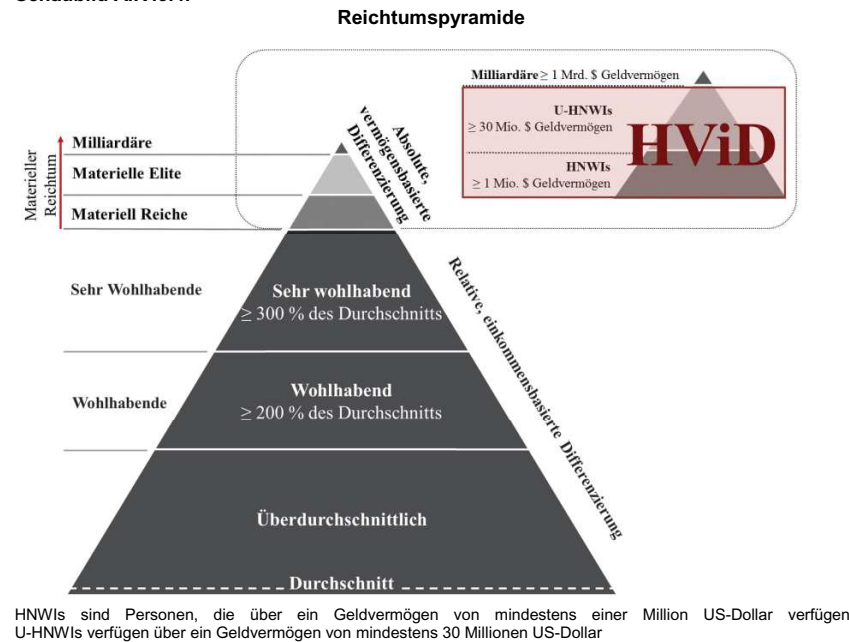 Reichtumspyramide
Milliardäre ≥ 1 Mrd. $ Geldvermögen
U-HNWIs
≥ 30 Mio. $ Geldvermögen
HNWIs
≥ 1 Mio. $ Geldvermögen
HViD
Absolute,
vermögensbasierte
Differenzierung
Materieller
Reichtum
Milliardäre
Materielle Elite
Materiell Reiche
Sehr Wohlhabende
Sehr wohlhabend
≥ 300 % des Durchschnitts
Relative, einkommensbasierte Differenzierung
Wohlhabende
Wohlhabend
≥ 200 % des Durchschnitts
Überdurchschnittlich
Durchschnitt
HNWIs sind Personen, die über ein Geldvermögen von mindestens einer Million US-Dollar verfügen
U-HNWIs verfügen über ein Geldvermögen von mindestens 30 Millionen US-Dollar